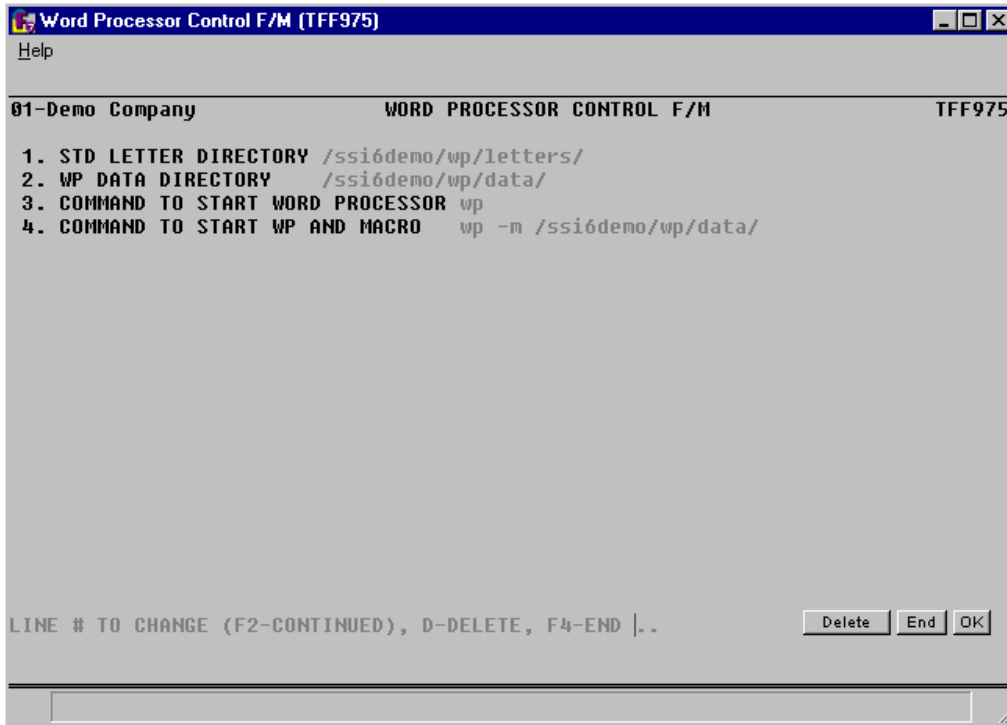 Word Processor Control F/M (TFF975)
Help
01-Demo Company WORD PROCESSOR CONTROL F/M TFF975
1. STD LETTER DIRECTORY /ssi6demo/wp/letters/
2. WP DATA DIRECTORY /ssi6demo/wp/data/
3. COMMAND TO START WORD PROCESSOR wp
4. COMMAND TO START WP AND MACRO wp -m /ssi6demo/wp/data/
LINE # TO CHANGE (F2-CONTINUED), D-DELETE, F4-END .. Delete End OK